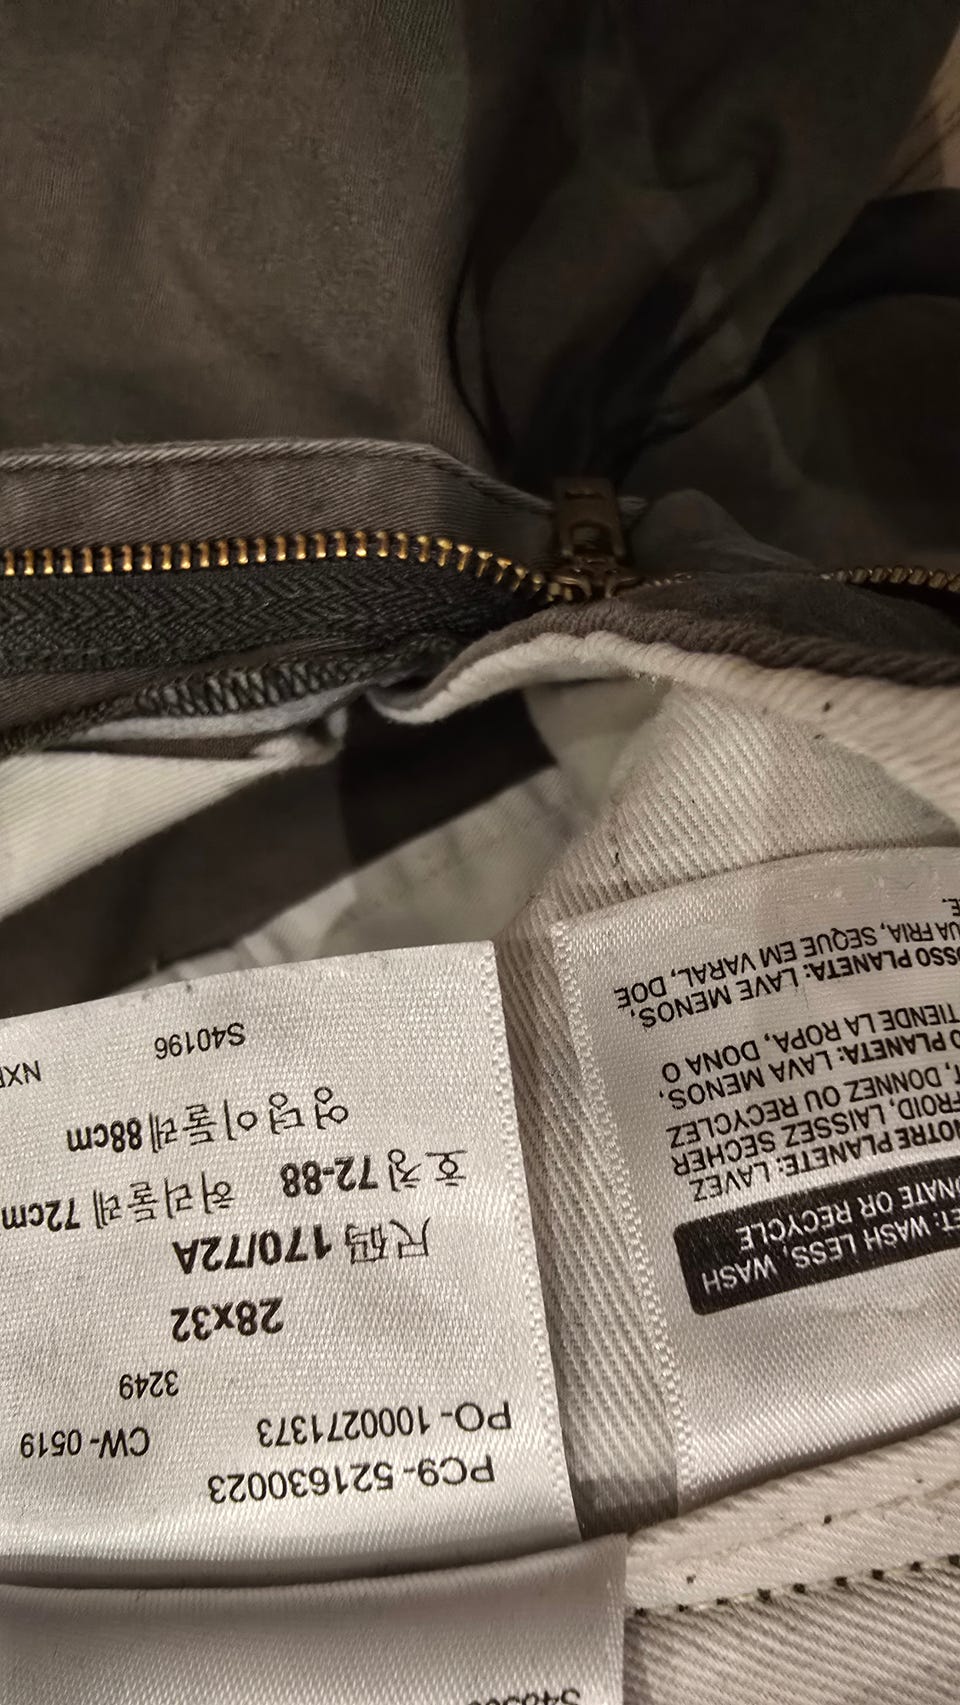 PC9-521630023
PO-1000271373
CW-0519
3249
28x32
尺碼 170/72A
호칭 72-88 허리둘레 72cm
엉덩이둘레 88cm
S40196
ET: WASH LESS, WASH
ONATE OR RECYCLE
NOTRE PLANETE: LAVEZ
FROID, LAISSEZ SECHER
T, DONNEZ OU RECYCLEZ
O PLANETA: LAVA MENOS,
TIENDE LA ROPA, DONA O
OSSO PLANETA: LAVE MENOS,
UA FRIA, SEQUE EM VARAL, DOE